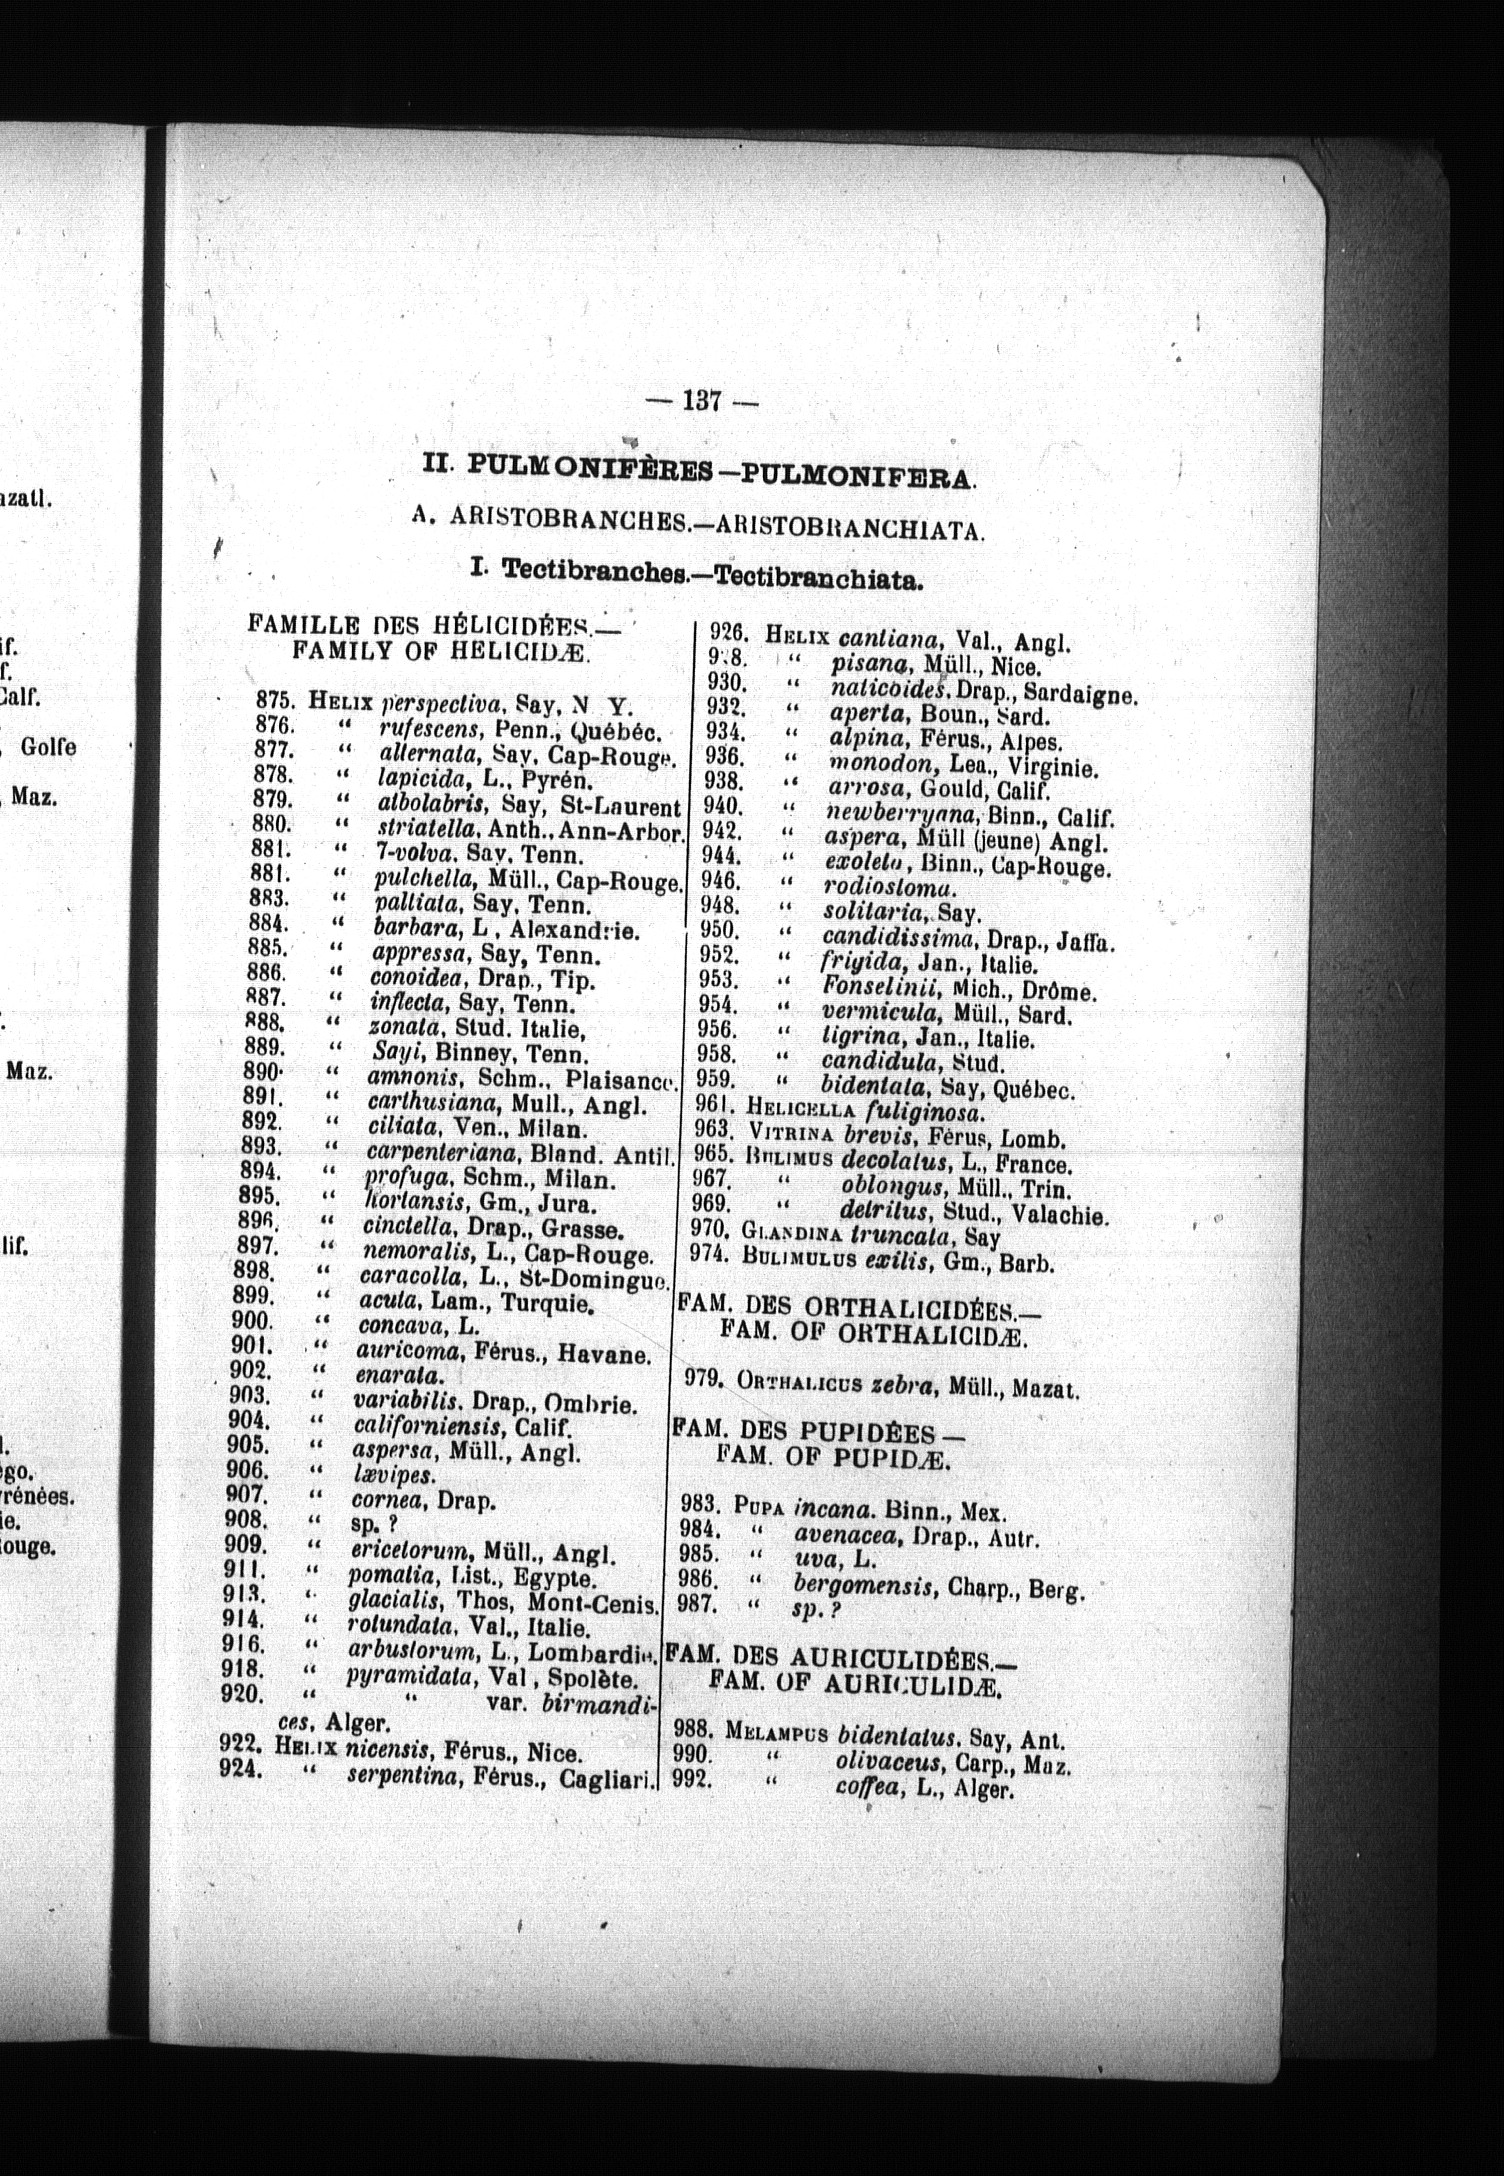 azatl.
if.
f.
Calf.
, Golfe
, Maz.
Maz.
lif.
l.
ego.
rénées.
ie.
ouge.
— 137 —
II. PULMONIFÈRES—PULMONIFERA.
A. ARISTOBRANCHES.—ARISTOBRANCHIATA.
I. Tectibranches.—Tectibranchiata.
FAMILLE DES HÉLICIDÉES.—
FAMILY OF HELICIDÆ.
875. HELIX perspectiva, Say, N. Y.
876. “ rufescens, Penn., Québéc.
877. “ alternata, Say, Cap-Rouge.
878. “ lapicida, L., Pyrén.
879. “ albolabris, Say, St-Laurent
880. “ striatella, Anth., Ann-Arbor.
881. “ 7-volva. Say, Tenn.
881. “ pulchella, Müll., Cap-Rouge.
883. “ palliata, Say, Tenn.
884. “ barbara, L., Alexandrie.
885. “ appressa, Say, Tenn.
886. “ conoidea, Drap., Tip.
887. “ inflecta, Say, Tenn.
888. “ zonata, Stud. Italie,
889. “ Sayi, Binney, Tenn.
890. “ amnonis, Schm., Plaisance.
891. “ carthusiana, Mull., Angl.
892. “ ciliata, Ven., Milan.
893. “ carpenteriana, Bland. Antil.
894. “ profuga, Schm., Milan.
895. “ hortansis, Gm., Jura.
896. “ cinctella, Drap., Grasse.
897. “ nemoralis, L., Cap-Rouge.
898. “ caracolla, L., St-Domingue.
899. “ acuta, Lam., Turquie.
900. “ concava, L.
901. “ auricoma, Férus., Havane.
902. “ enarata.
903. “ variabilis. Drap., Ombrie.
904. “ californiensis, Calif.
905. “ aspersa, Müll., Angl.
906. “ lævipes.
907. “ cornea, Drap.
908. “ sp. ?
909. “ ericetorum, Müll., Angl.
911. “ pomatia, List., Egypte.
913. “ glacialis, Thos, Mont-Cenis.
914. “ rotundata, Val., Italie.
916. “ arbustorum, L., Lombardie.
918. “ pyramidata, Val., Spolète.
920. “ “ var. birmandi-
ces, Alger.
922. HELIX nicensis, Férus., Nice.
924. “ serpentina, Férus., Cagliari.
926. HELIX cantiana, Val., Angl.
928. “ pisana, Müll., Nice.
930. “ naticoides, Drap., Sardaigne.
932. “ aperta, Boun., Sard.
934. “ alpina, Férus., Alpes.
936. “ monodon, Lea., Virginie.
938. “ arrosa, Gould, Calif.
940. “ newberryana, Binn., Calif.
942. “ aspera, Müll (jeune) Angl.
944. “ exoleta, Binn., Cap-Rouge.
946. “ rodiostoma.
948. “ solitaria, Say.
950. “ candidissima, Drap., Jaffa.
952. “ frigida, Jan., Italie.
953. “ Fonselinii, Mich., Drôme.
954. “ vermicula, Müll., Sard.
956. “ tigrina, Jan., Italie.
958. “ candidula, Stud.
959. “ bidentata, Say, Québec.
961. HELICELLA fuliginosa.
963. VITRINA brevis, Férus, Lomb.
965. BULIMUS decolatus, L., France.
967. “ oblongus, Müll., Trin.
969. “ detritus, Stud., Valachie.
970. GLANDINA truncata, Say
974. BULIMULUS exilis, Gm., Barb.
FAM. DES ORTHALICIDÉES.—
FAM. OF ORTHALICIDÆ.
979. ORTHALICUS zebra, Müll., Mazat.
FAM. DES PUPIDÉES —
FAM. OF PUPIDÆ.
983. PUPA incana. Binn., Mex.
984. “ avenacea, Drap., Autr.
985. “ uva, L.
986. “ bergomensis, Charp., Berg.
987. “ sp. ?
FAM. DES AURICULIDÉES.—
FAM. OF AURICULIDÆ.
988. MELAMPUS bidentatus. Say, Ant.
990. “ olivaceus, Carp., Maz.
992. “ coffea, L., Alger.